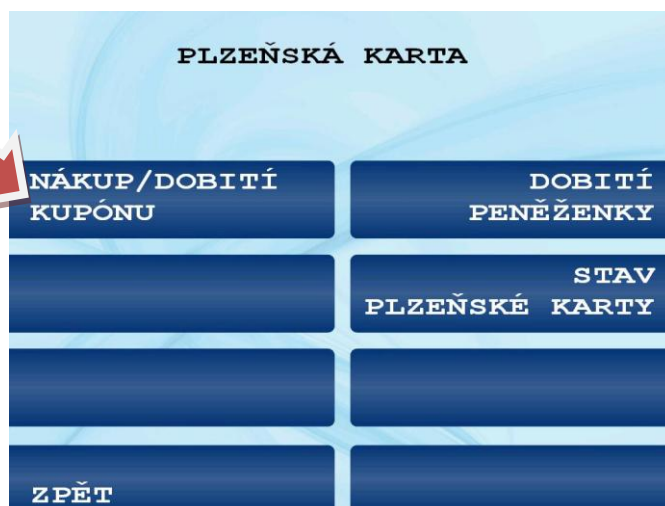 PLZEŇSKÁ KARTA
NÁKUP/DOBITÍ
KUPÓNU
DOBITÍ
PENĚŽENKY
STAV
PLZEŇSKÉ KARTY
ZPĚT